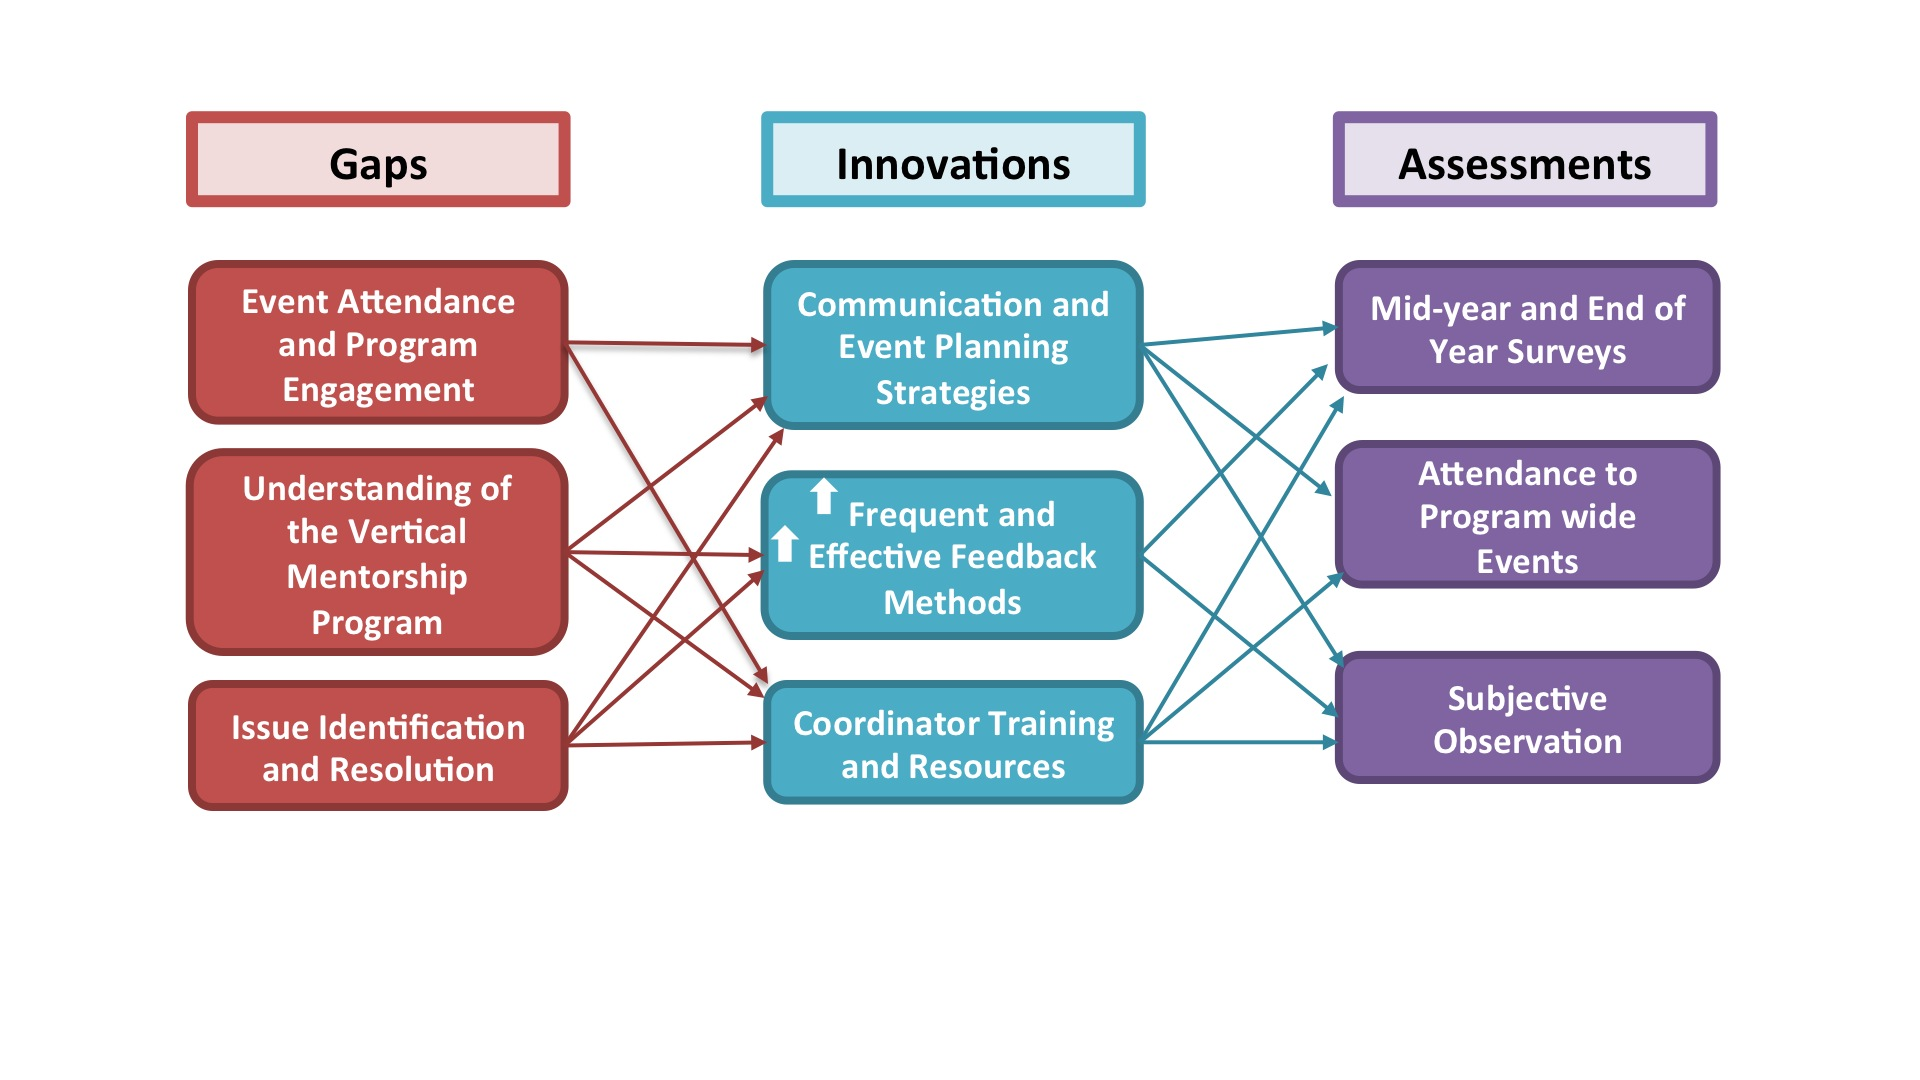 Gaps
Innovations
Assessments
Event Attendance
and Program
Engagement
Understanding of
the Vertical
Mentorship
Program
Issue Identification
and Resolution
Communication and
Event Planning
Strategies
Frequent and
Effective Feedback
Methods
Coordinator Training
and Resources
Mid-year and End of
Year Surveys
Attendance to
Program wide
Events
Subjective
Observation